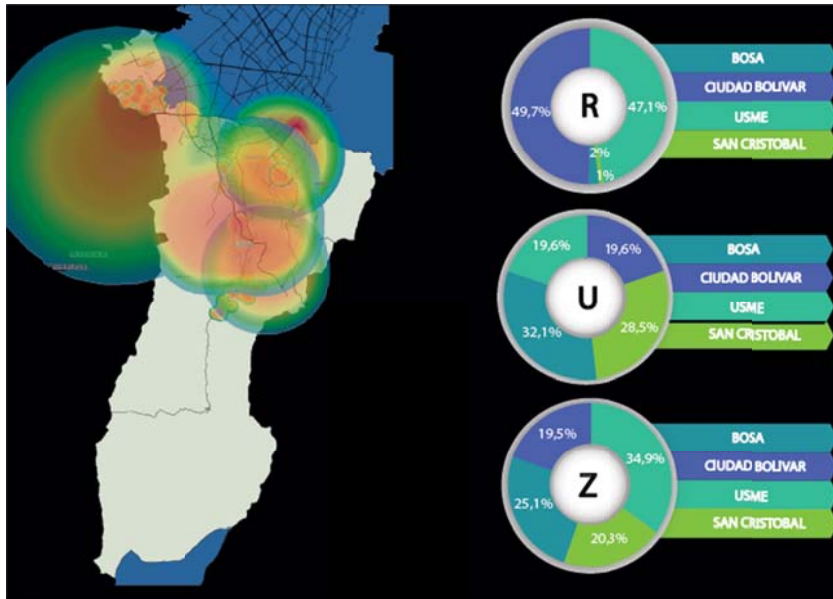 49,7%
R
47,1%
2%
1%
BOSA
CIUDAD BOLIVAR
USME
SAN CRISTOBAL
19,6%
19,6%
U
32,1%
28,5%
BOSA
CIUDAD BOLIVAR
USME
SAN CRISTOBAL
19,5%
34,9%
Z
25,1%
20,3%
BOSA
CIUDAD BOLIVAR
USME
SAN CRISTOBAL